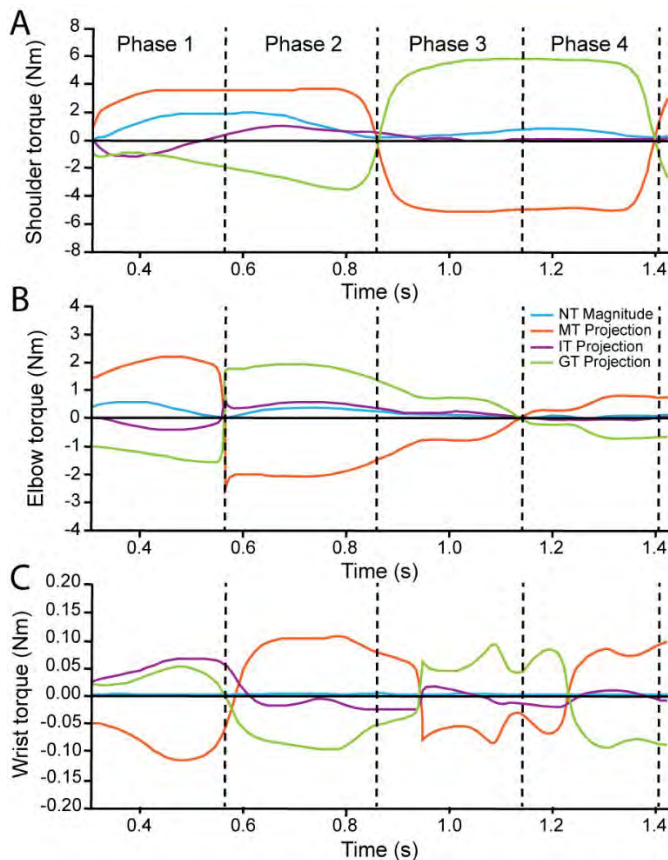 A
Phase 1 Phase 2 Phase 3 Phase 4
Shoulder torque (Nm)
8
6
4
2
0
-2
-4
-6
-8
0.4 0.6 0.8 1.0 1.2 1.4
Time (s)
B
Elbow torque (Nm)
4
3
2
1
0
-1
-2
-3
-4
NT Magnitude
MT Projection
IT Projection
GT Projection
0.4 0.6 0.8 1.0 1.2 1.4
Time (s)
C
Wrist torque (Nm)
0.20
0.15
0.10
0.05
0.00
-0.05
-0.10
-0.15
-0.20
0.4 0.6 0.8 1.0 1.2 1.4
Time (s)